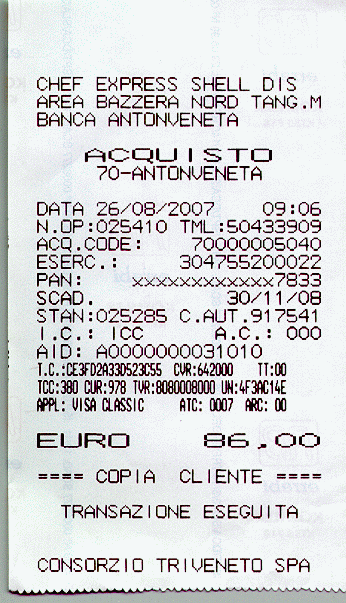 CHEF EXPRESS SHELL DIS
AREA BAZZERA NORD TANG.M
BANCA ANTONVENETA
ACQUISTO
70-ANTONVENETA
DATA 26/08/2007 09:06
N.OP:025410 TML:50433909
ACQ.CODE: 70000005040
ESERC.: 304755200022
PAN: xxxxxxxxxxxx7833
SCAD. 30/11/08
STAN:025285 C.AUT.917541
I.C.: ICC A.C.: 000
AID: A0000000031010
T.C.:CE3FD2A33D523C55 CVR:642000 TT:00
TCC:380 CUR:978 TVR:8080008000 UN:4F3AC14E
APPL: VISA CLASSIC ATC: 0007 ARC: 00
EURO 86,00
==== COPIA CLIENTE ====
TRANSAZIONE ESEGUITA
CONSORZIO TRIVENETO SPA